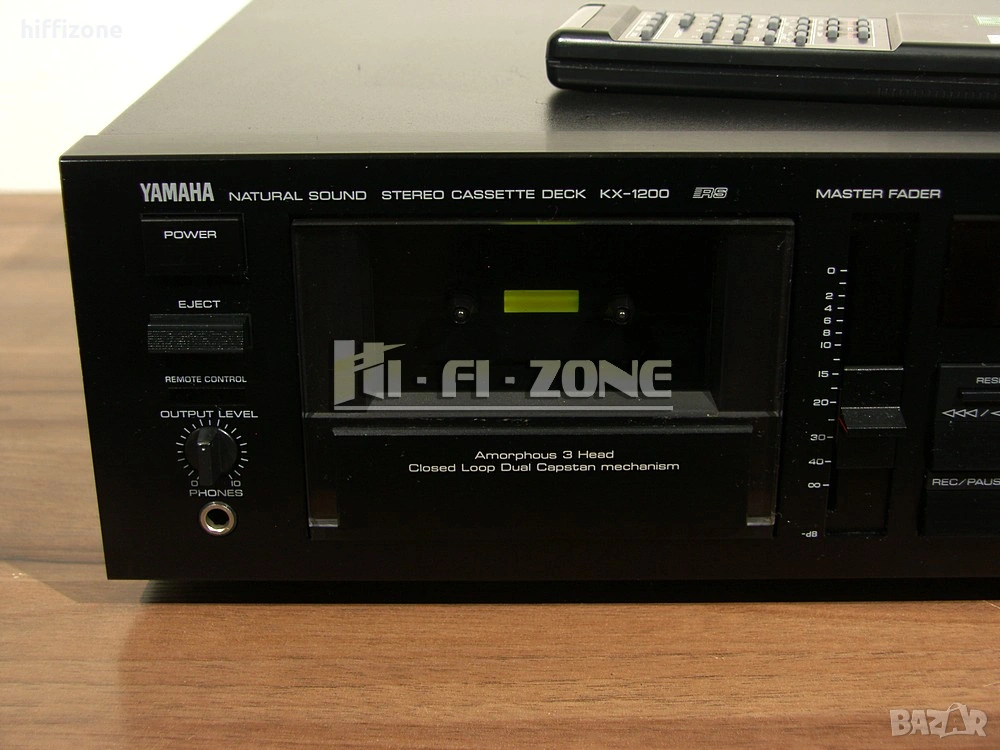 hiffizone
YAMAHA NATURAL SOUND STEREO CASSETTE DECK KX-1200 RS
MASTER FADER
POWER
EJECT
REMOTE CONTROL
OUTPUT LEVEL
0 10
PHONES
HI-FI-ZONE
Amorphous 3 Head
Closed Loop Dual Capstan mechanism
0
2
4
6
8
10
15
20
30
40
∞
-dB
RESE
REC/PAUS
BAZAR